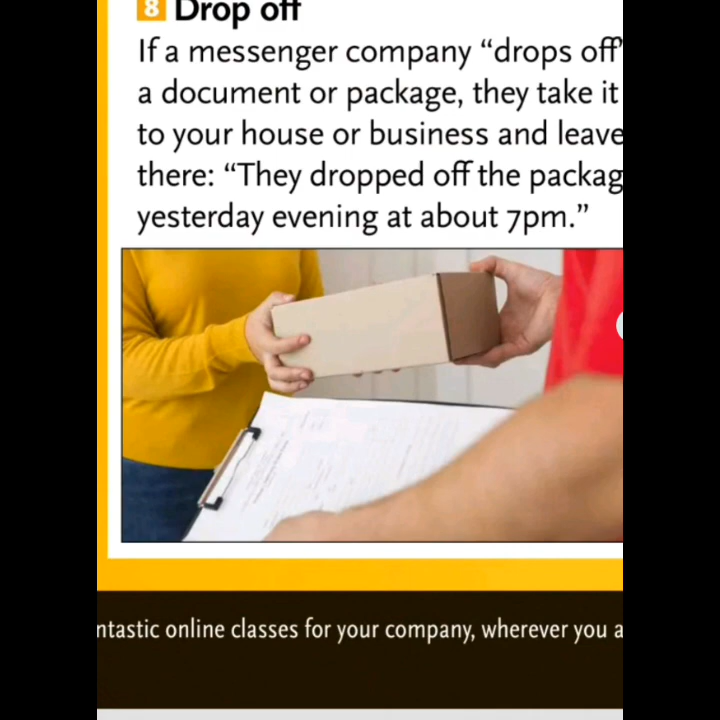 8 Drop off
If a messenger company “drops off”
a document or package, they take it
to your house or business and leave
there: “They dropped off the packag
yesterday evening at about 7pm.”
ntastic online classes for your company, wherever you a